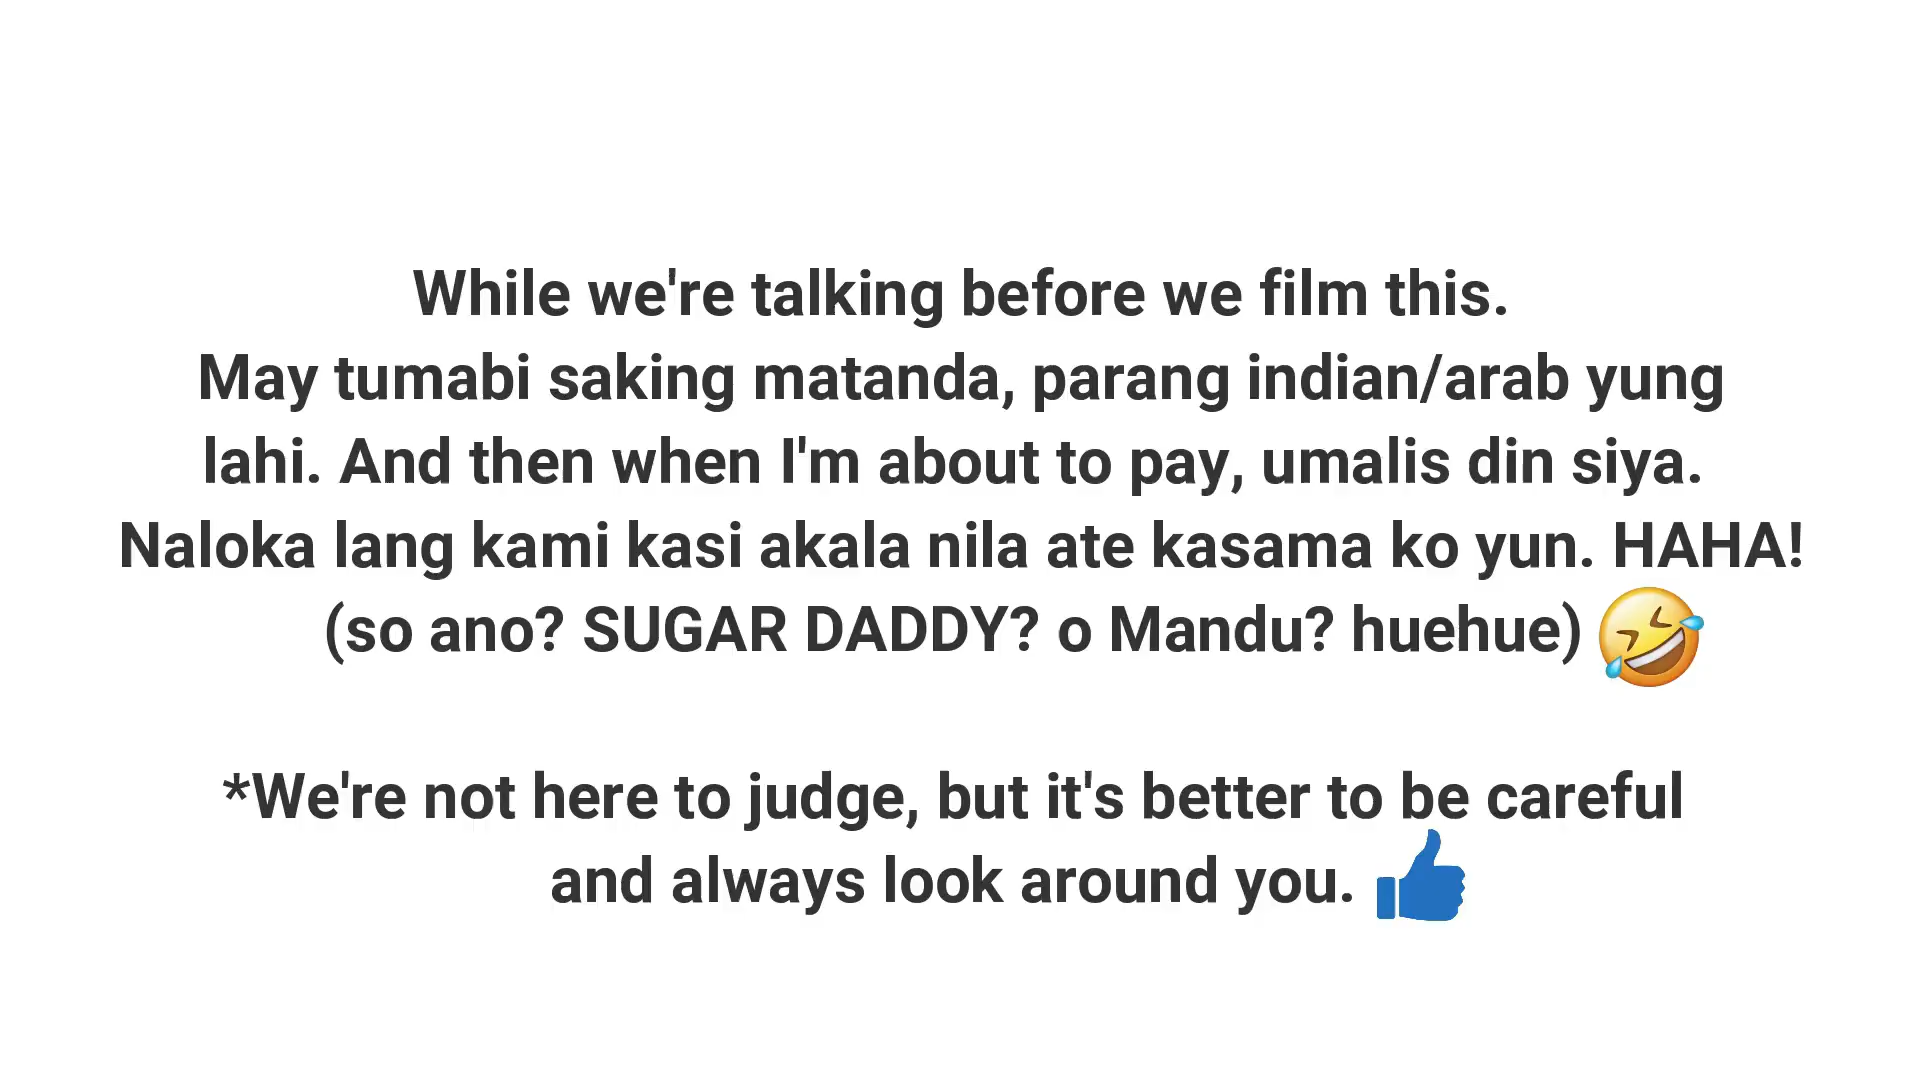 While we're talking before we film this.
May tumabi saking matanda, parang indian/arab yung
lahi. And then when I'm about to pay, umalis din siya.
Naloka lang kami kasi akala nila ate kasama ko yun. HAHA!
(so ano? SUGAR DADDY? o Mandu? huehue) 🤣
*We're not here to judge, but it's better to be careful
and always look around you. 👍